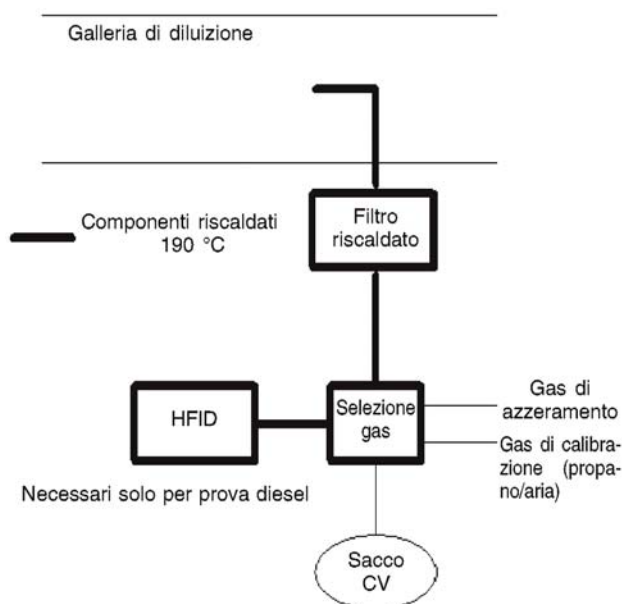 Galleria di diluizione
Componenti riscaldati
190 °C
Filtro
riscaldato
HFID
Selezione
gas
Gas di
azzeramento
Gas di calibra-
zione (propa-
no/aria)
Necessari solo per prova diesel
Sacco
CV